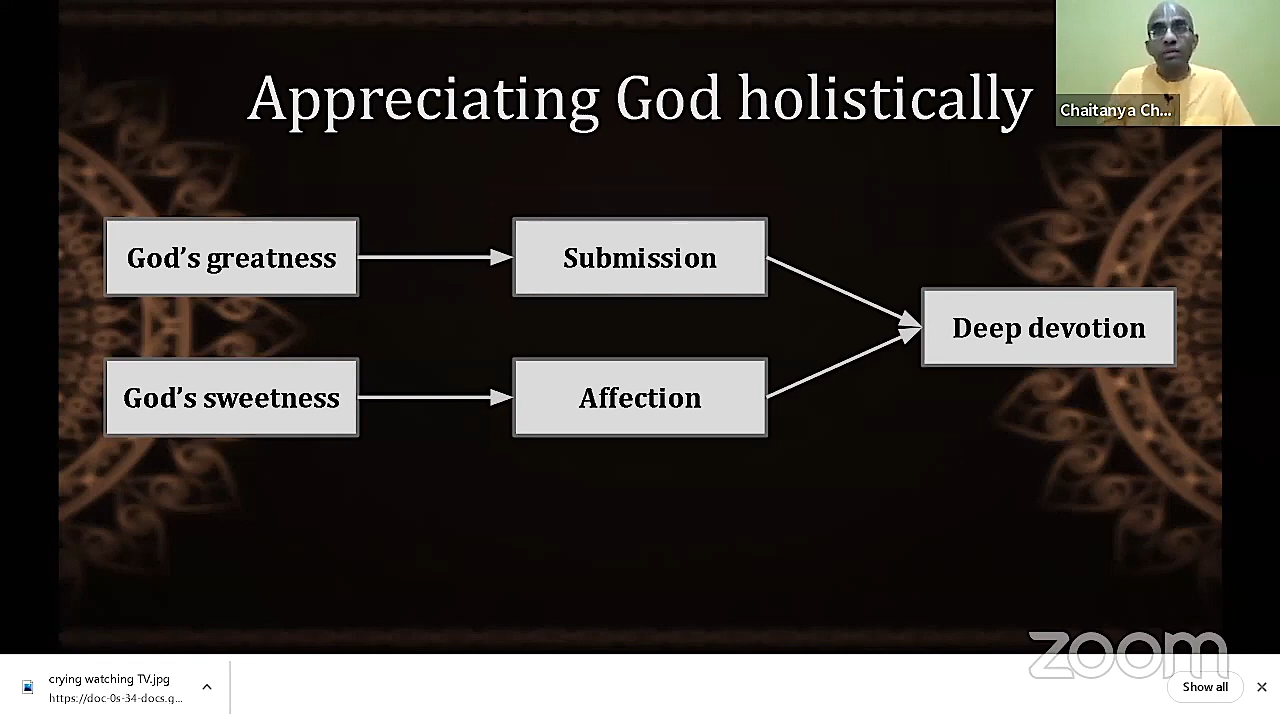 Appreciating God holistically
Chaitanya Ch...
God’s greatness
Submission
Deep devotion
God’s sweetness
Affection
zoom
crying watching TV.jpg
https://doc-0s-34-docs.g...
Show all